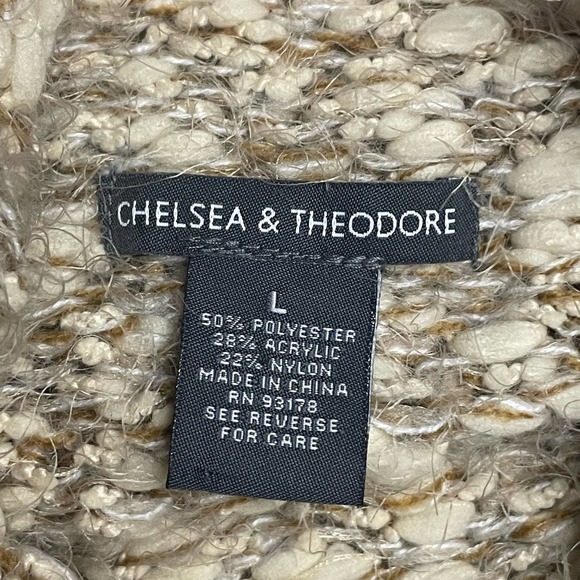 CHELSEA & THEODORE
L
50% POLYESTER
28% ACRYLIC
22% NYLON
MADE IN CHINA
RN 93178
SEE REVERSE
FOR CARE